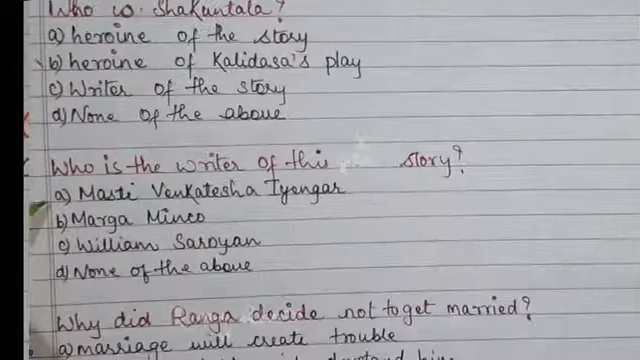 Who is Shakuntala?
a) heroine of the story
b) heroine of Kalidasa's play
c) Writer of the story
d) None of the above
Who is the writer of this story?
a) Masti Venkatesha Iyengar
b) Marga Minco
c) William Saroyan
d) None of the above
Why did Ranga decide not to get married?
a) marriage will create trouble